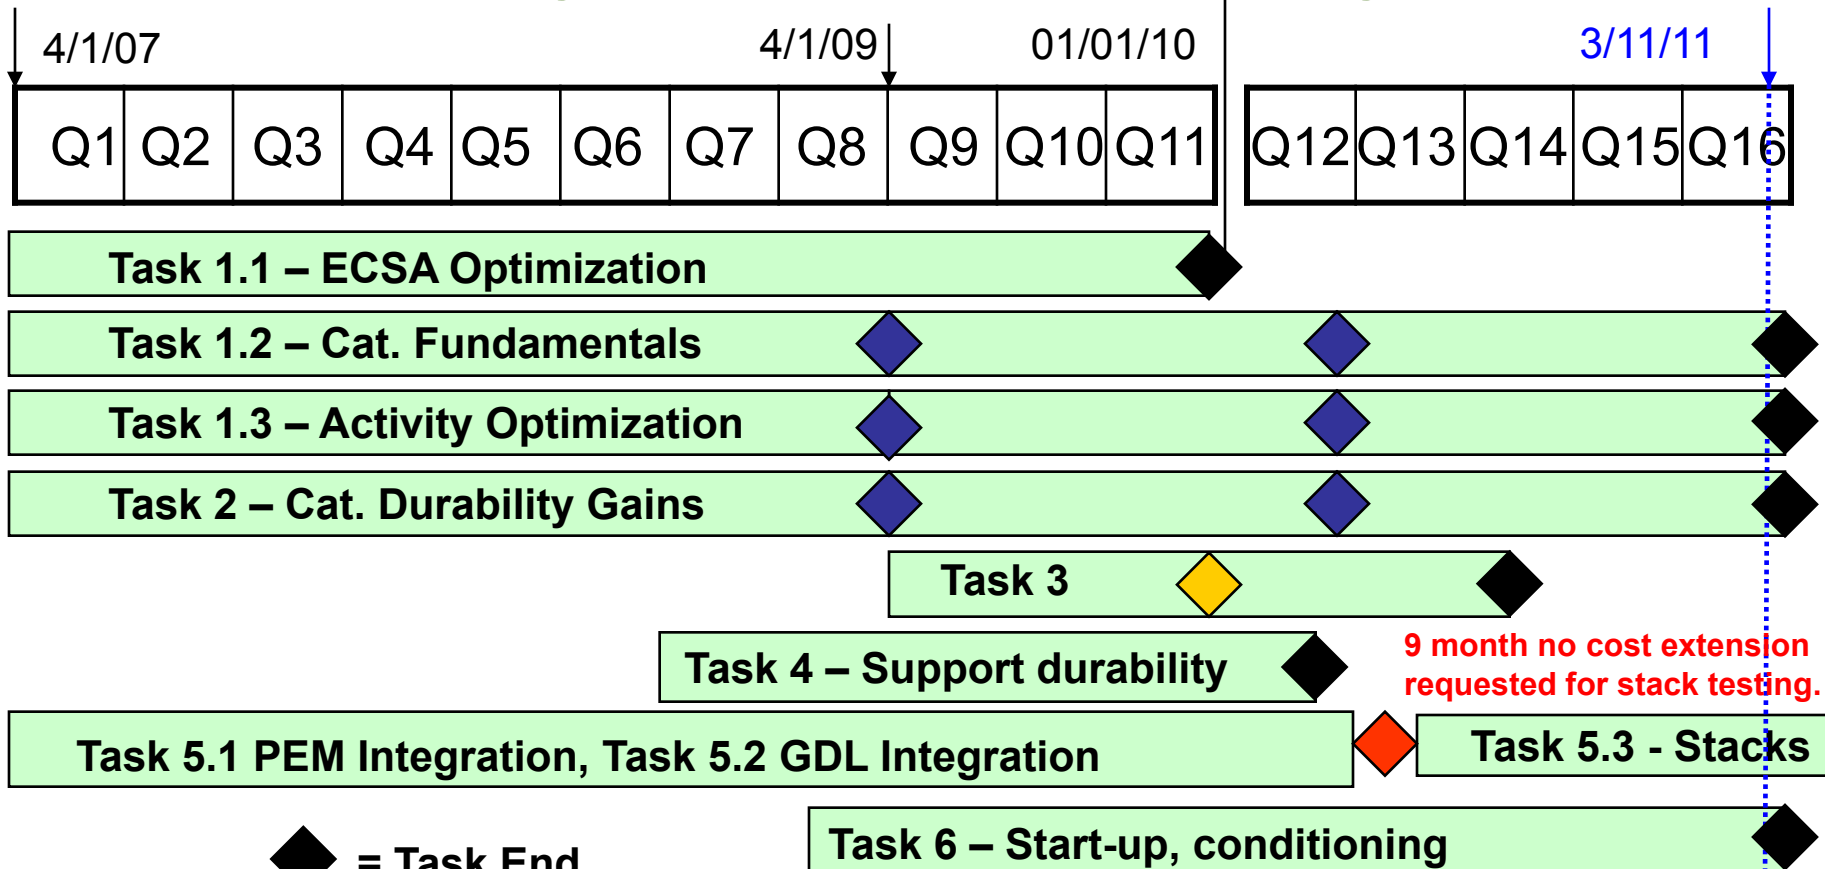 4/1/07 4/1/09 01/01/10 3/11/11
Q1 Q2 Q3 Q4 Q5 Q6 Q7 Q8 Q9 Q10 Q11 Q12 Q13 Q14 Q15 Q16
Task 1.1 – ECSA Optimization
Task 1.2 – Cat. Fundamentals
Task 1.3 – Activity Optimization
Task 2 – Cat. Durability Gains
Task 3
Task 4 – Support durability
9 month no cost extension
requested for stack testing.
Task 5.1 PEM Integration, Task 5.2 GDL Integration
Task 5.3 - Stacks
Task 6 – Start-up, conditioning
= Task End